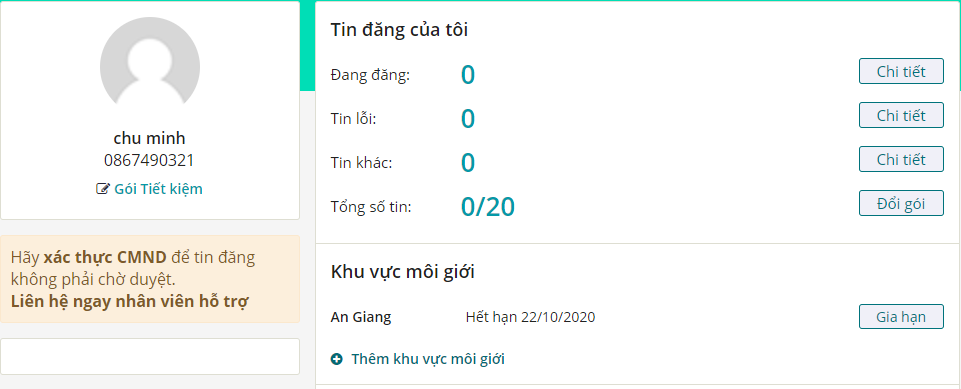 chu minh
0867490321
Gói Tiết kiệm
Hãy xác thực CMND để tin đăng
không phải chờ duyệt.
Liên hệ ngay nhân viên hỗ trợ
Tin đăng của tôi
Đang đăng: 0 Chi tiết
Tin lỗi: 0 Chi tiết
Tin khác: 0 Chi tiết
Tổng số tin: 0/20 Đổi gói
Khu vực môi giới
An Giang Hết hạn 22/10/2020 Gia hạn
Thêm khu vực môi giới